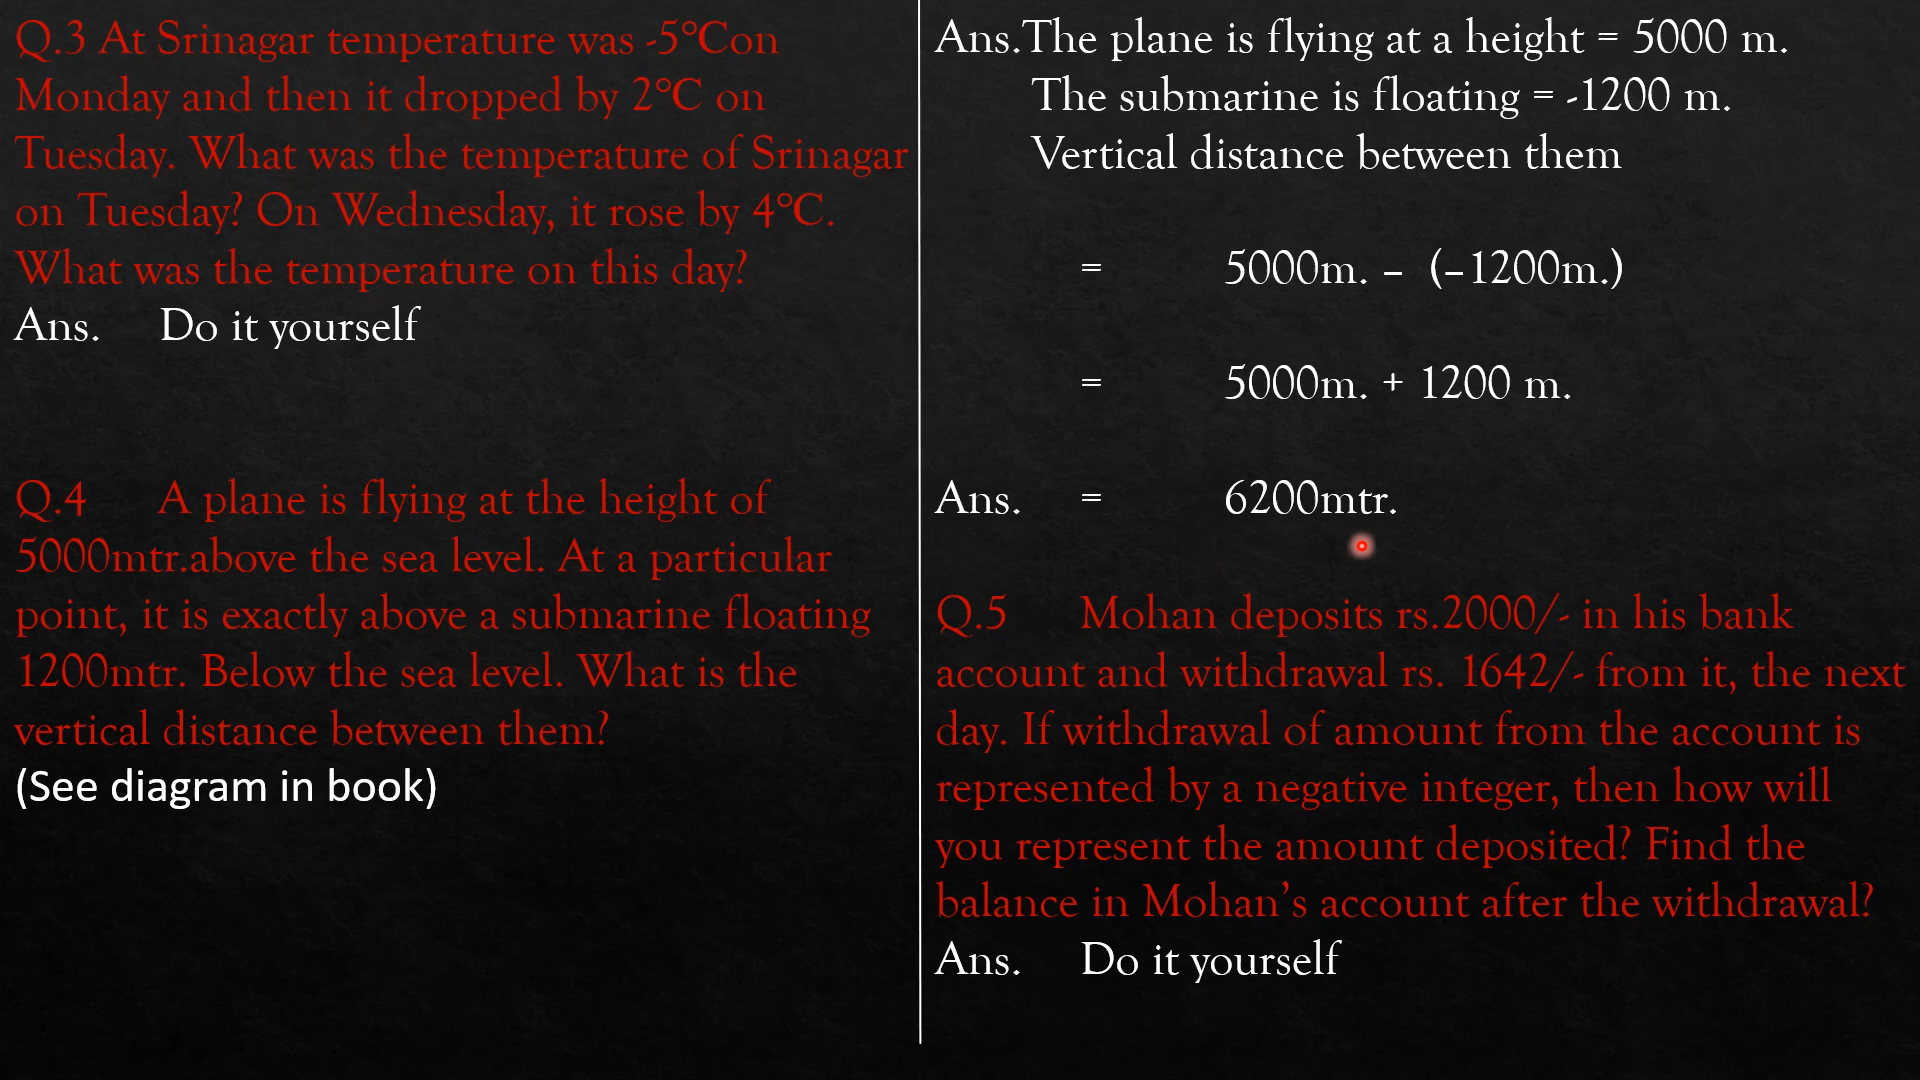 Q.3 At Srinagar temperature was -5°Con
Monday and then it dropped by 2°C on
Tuesday. What was the temperature of Srinagar
on Tuesday? On Wednesday, it rose by 4°C.
What was the temperature on this day?
Ans. Do it yourself
Q.4 A plane is flying at the height of
5000mtr.above the sea level. At a particular
point, it is exactly above a submarine floating
1200mtr. Below the sea level. What is the
vertical distance between them?
(See diagram in book)
Ans.The plane is flying at a height = 5000 m.
The submarine is floating = -1200 m.
Vertical distance between them
= 5000m. – (–1200m.)
= 5000m. + 1200 m.
Ans. = 6200mtr.
Q.5 Mohan deposits rs.2000/- in his bank
account and withdrawal rs. 1642/- from it, the next
day. If withdrawal of amount from the account is
represented by a negative integer, then how will
you represent the amount deposited? Find the
balance in Mohan’s account after the withdrawal?
Ans. Do it yourself